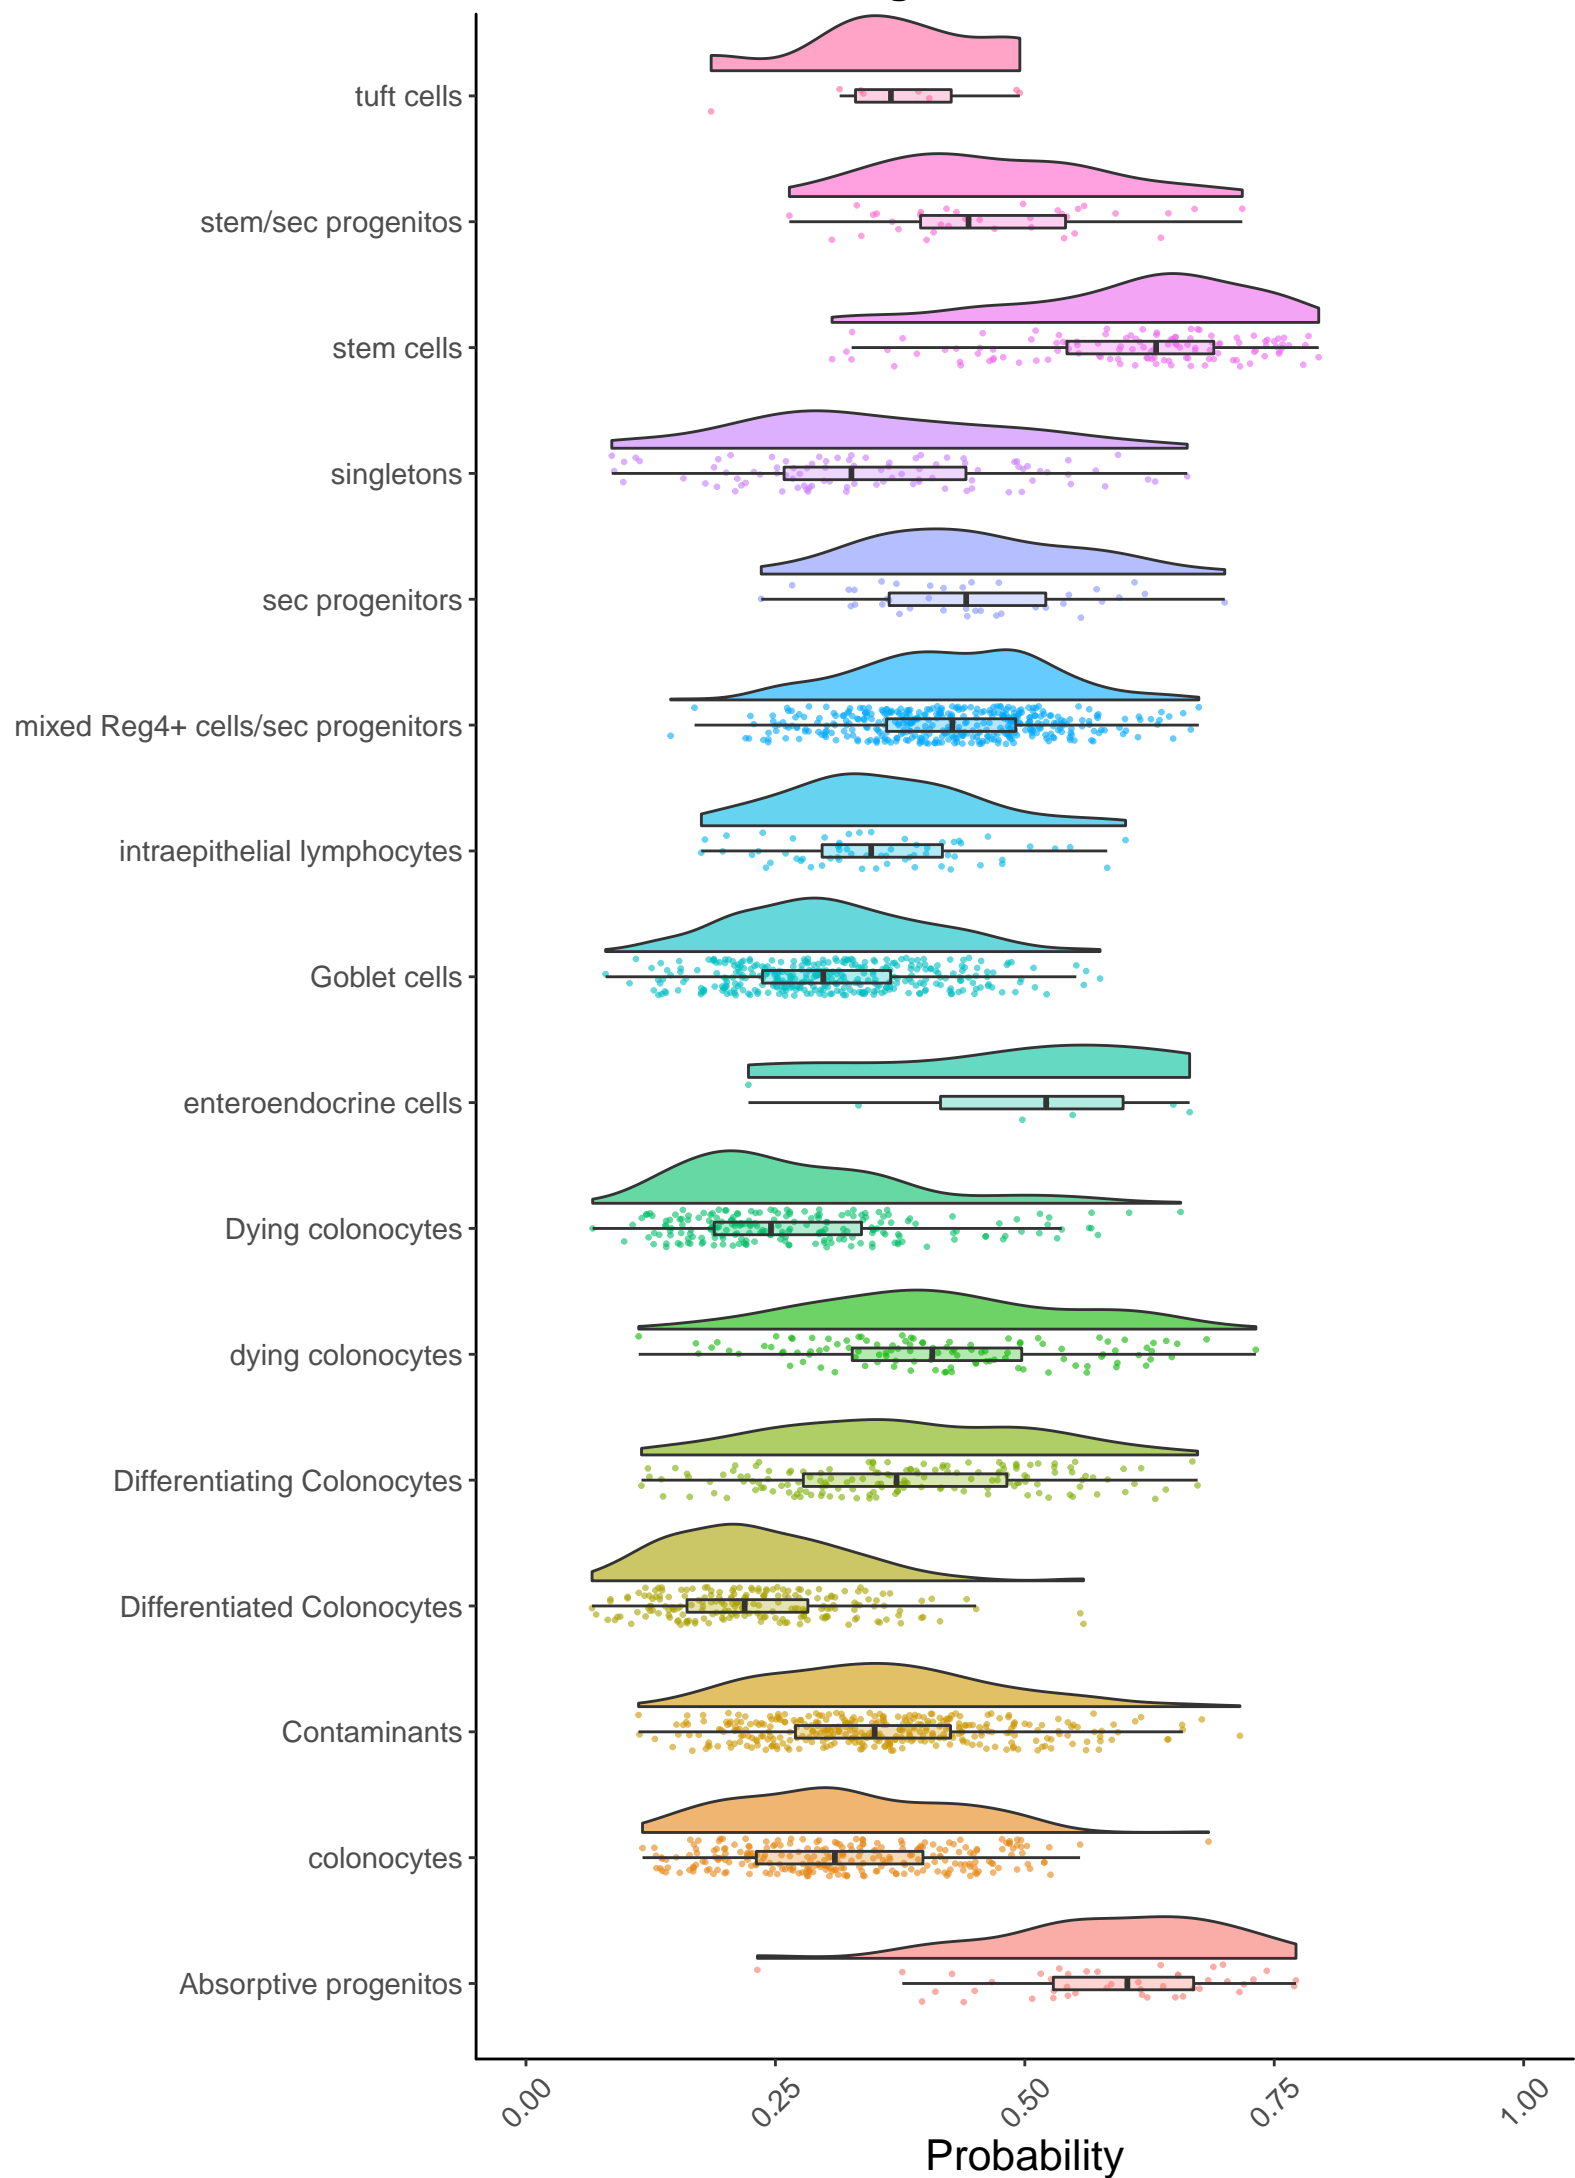 tuft cells
stem/sec progenitos
stem cells
singletons
sec progenitors
mixed Reg4+ cells/sec progenitors
intraepithelial lymphocytes
Goblet cells
enteroendocrine cells
Dying colonocytes
dying colonocytes
Differentiating Colonocytes
Differentiated Colonocytes
Contaminants
colonocytes
Absorptive progenitos
0.00 0.25 0.50 0.75 1.00
Probability